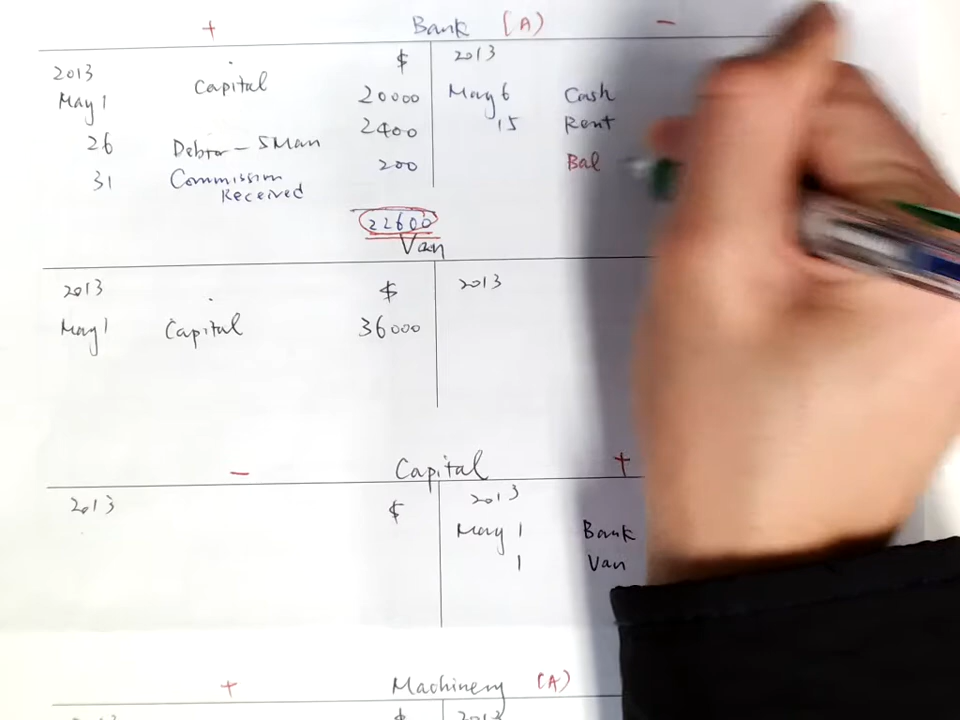 + Bank (A) −
2013 $ 2013
May 1 Capital 20000 May 6 Cash
26 Debtor - SMan 2400 15 Rent
31 Commission Received 200 Bal
22600
Van
2013 $ 2013
May 1 Capital 36000
− Capital +
2013 $ 2013
May 1 Bank
1 Van
+ Machinery (A)
2013 $ 2013